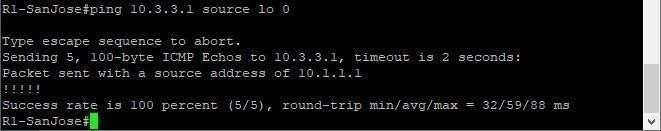 R1-SanJose#ping 10.3.3.1 source lo 0
Type escape sequence to abort.
Sending 5, 100-byte ICMP Echos to 10.3.3.1, timeout is 2 seconds:
Packet sent with a source address of 10.1.1.1
!!!!!
Success rate is 100 percent (5/5), round-trip min/avg/max = 32/59/88 ms
R1-SanJose#